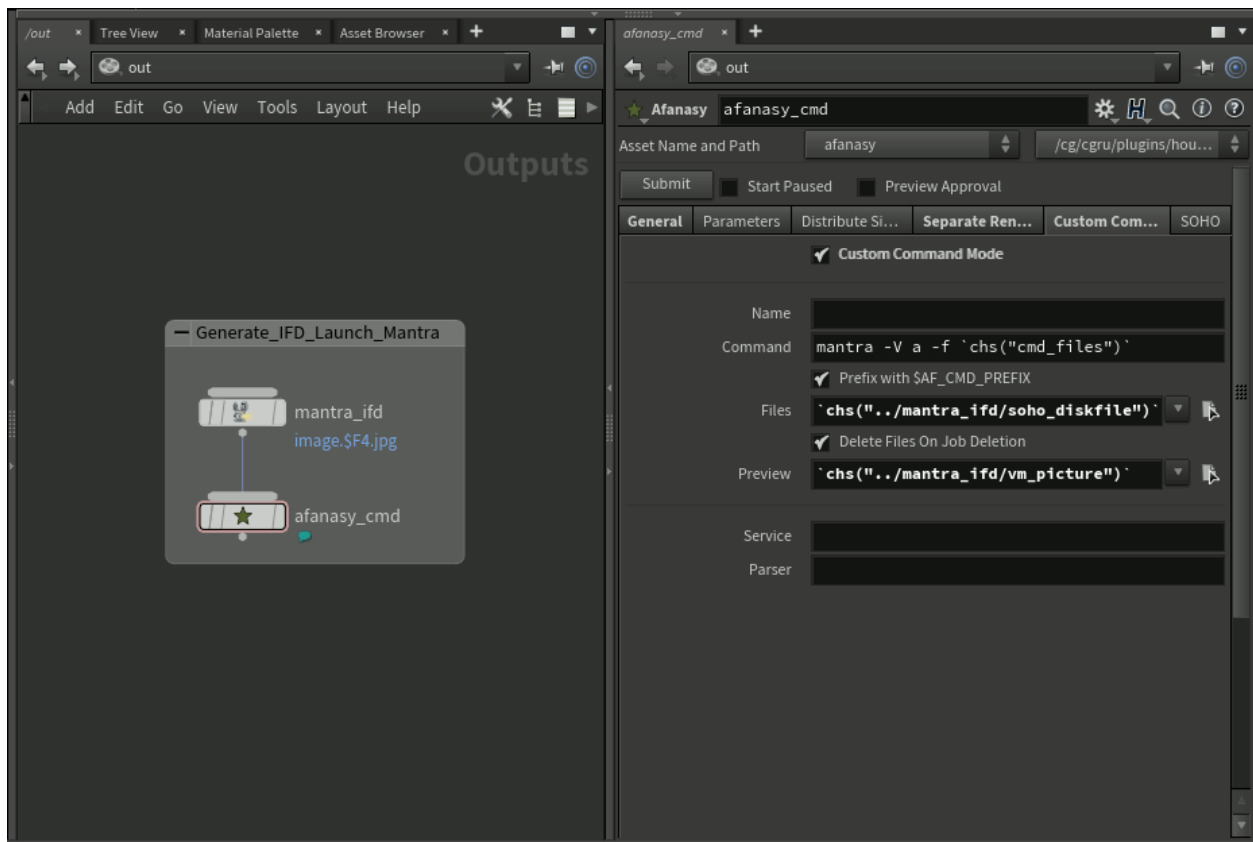 /out
Tree View
Material Palette
Asset Browser
out
Add Edit Go View Tools Layout Help
Outputs
Generate_IFD_Launch_Mantra
mantra_ifd
image.$F4.jpg
afanasy_cmd
afanasy_cmd
out
Afanasy afanasy_cmd
Asset Name and Path afanasy /cg/cgru/plugins/hou...
Submit Start Paused Preview Approval
General Parameters Distribute Si... Separate Ren... Custom Com... SOHO
Custom Command Mode
Name
Command mantra -V a -f `chs("cmd_files")`
Prefix with $AF_CMD_PREFIX
Files `chs("../mantra_ifd/soho_diskfile")`
Delete Files On Job Deletion
Preview `chs("../mantra_ifd/vm_picture")`
Service
Parser